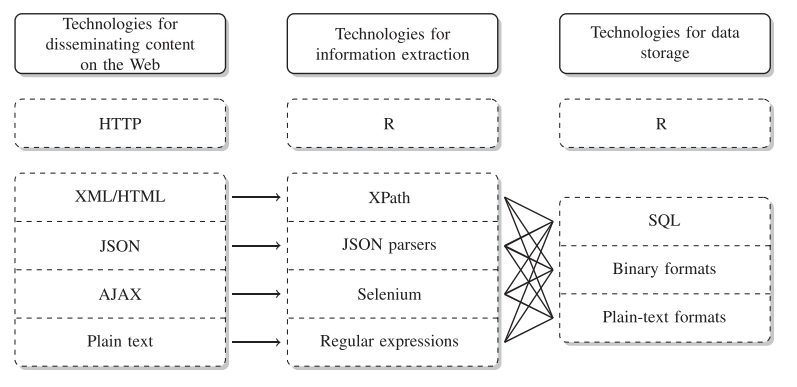 Technologies for
disseminating content
on the Web
Technologies for
information extraction
Technologies for data
storage
HTTP
R
R
XML/HTML
XPath
SQL
JSON
JSON parsers
Binary formats
AJAX
Selenium
Plain-text formats
Plain text
Regular expressions